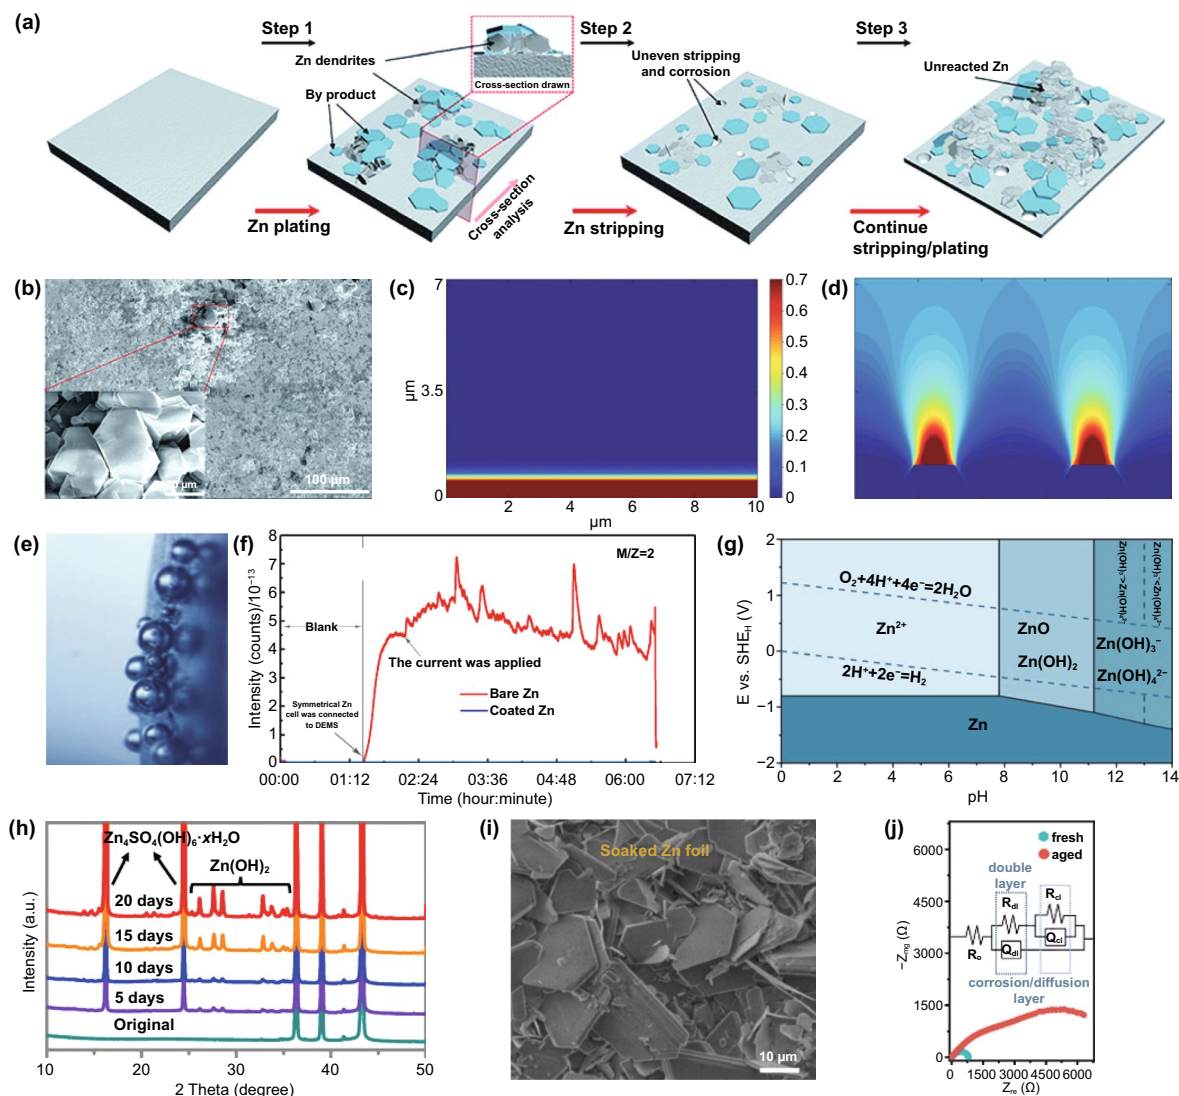 (a)
Step 1
Step 2
Step 3
Zn dendrites
By product
Cross-section drawn
Uneven stripping
and corrosion
Unreacted Zn
Cross-section
analysis
Zn plating
Zn stripping
Continue
stripping/plating
(b)
100 μm
(c)
7
3.5
0
μm
2
4
6
8
10
μm
0.7
0.6
0.5
0.4
0.3
0.2
0.1
0
(d)
(e)
(f)
8
7
6
5
4
3
2
1
0
Intensity (counts)/10⁻¹³
M/Z=2
Blank
The current was applied
Symmetrical Zn
cell was connected
to DEMS
Bare Zn
Coated Zn
00:00
01:12
02:24
03:36
04:48
06:00
07:12
Time (hour:minute)
(g)
2
1
0
−1
−2
E vs. SHE_H (V)
O₂+4H⁺+4e⁻=2H₂O
Zn²⁺
2H⁺+2e⁻=H₂
ZnO
Zn(OH)₂
Zn(OH)₃⁻
Zn(OH)₄²⁻
Zn
0
2
4
6
8
10
12
14
pH
(h)
Zn₄SO₄(OH)₆·xH₂O
Zn(OH)₂
20 days
15 days
10 days
5 days
Original
Intensity (a.u.)
10
20
30
40
50
2 Theta (degree)
(i)
Soaked Zn foil
10 μm
(j)
fresh
aged
double
layer
R_dl
R_cl
R_o
Q_dl
Q_cl
corrosion/diffusion
layer
6000
4500
3000
1500
0
−Z_img (Ω)
0
1500
3000
4500
6000
Z_re (Ω)